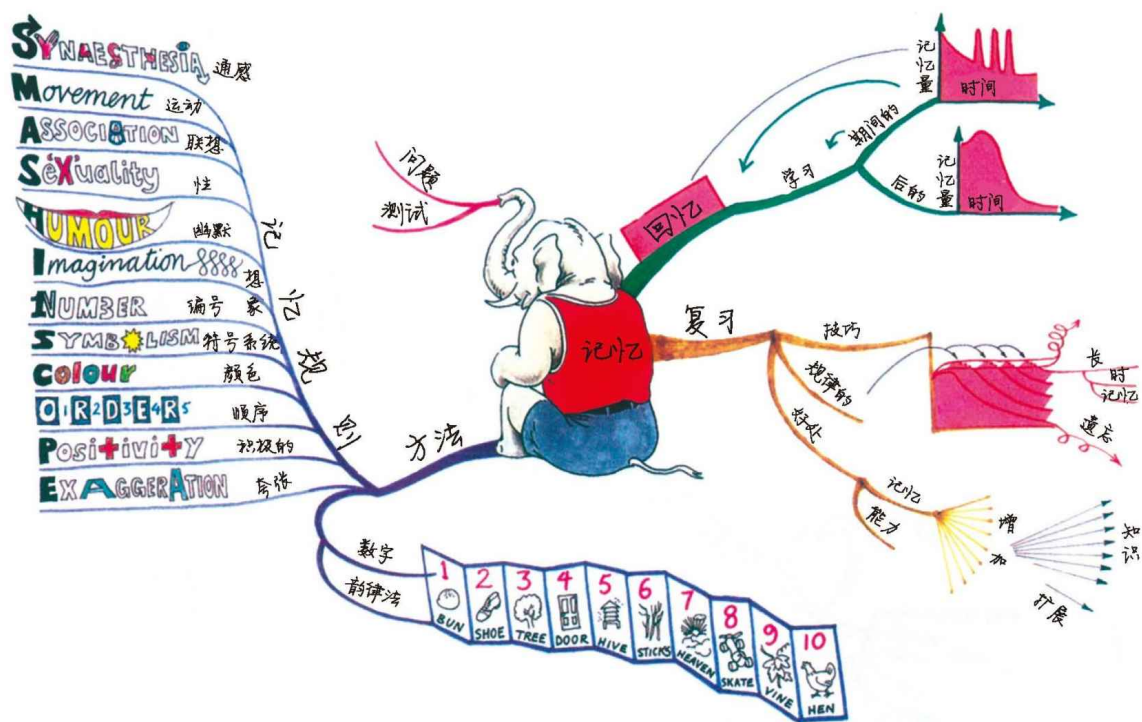 SYNAESTHESIA 通感
Movement 运动
ASSOCIATION 联想
SéXuality 性
HUMOUR 幽默
Imagination 想
NUMBER 编号 象
SYMBOLISM 符号系统
Colour 颜色
O1R2D3E4R5 顺序
Positivity 积极的
EXAGGERATION 夸张
记
忆
规
则
方法
数字
韵律法
1 BUN
2 SHOE
3 TREE
4 DOOR
5 HIVE
6 STICKS
7 HEAVEN
8 SKATE
9 VINE
10 HEN
问题
测试
记忆
回忆
学习
期间的
记忆量
时间
后的
记忆量
时间
复习
技巧
规律的
好处
长时
记忆
遗忘
记忆
能力
增加
知识
扩展